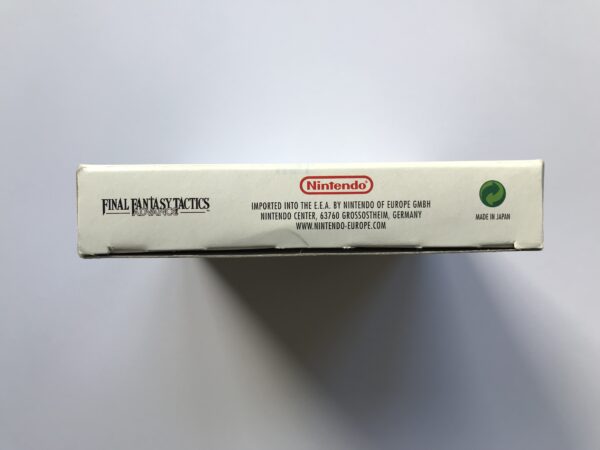 FINAL FANTASY TACTICS
ADVANCE
Nintendo
IMPORTED INTO THE E.E.A. BY NINTENDO OF EUROPE GMBH
NINTENDO CENTER, 63760 GROSSOSTHEIM, GERMANY
WWW.NINTENDO-EUROPE.COM
MADE IN JAPAN